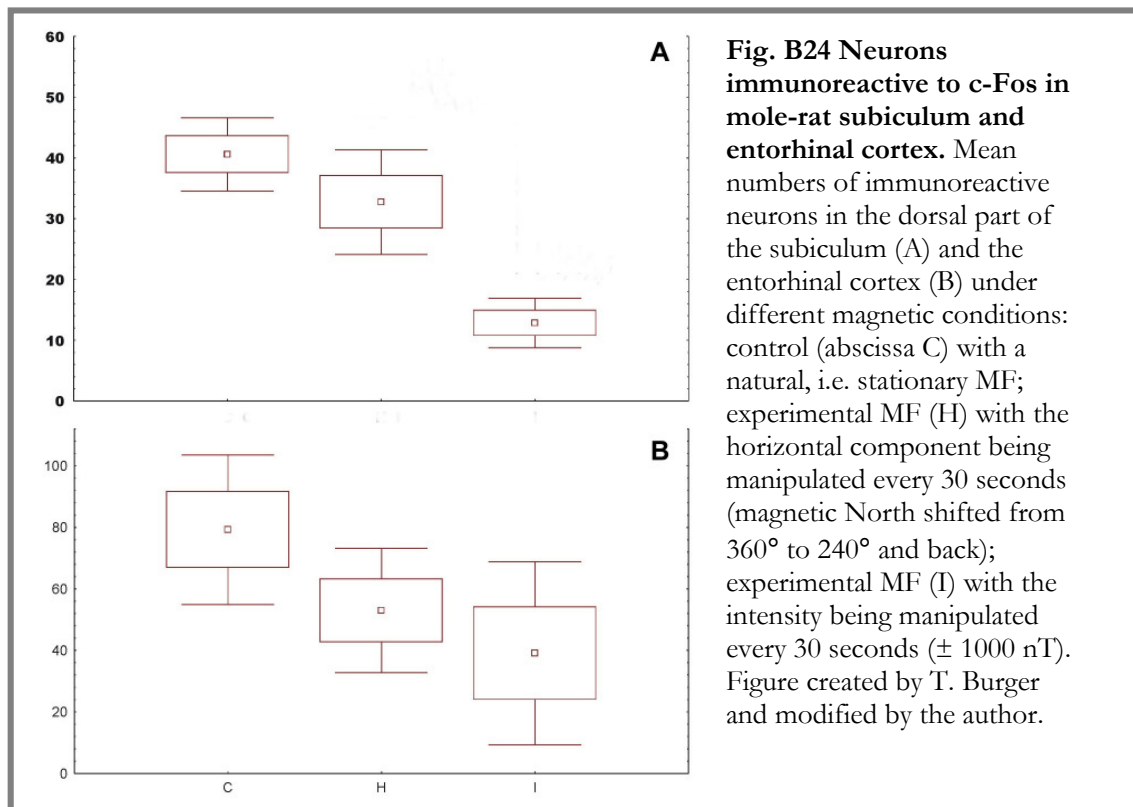 60
A
50
40
30
20
10
0
B
100
80
60
40
20
0
C H I
Fig. B24 Neurons
immunoreactive to c-Fos in
mole-rat subiculum and
entorhinal cortex. Mean
numbers of immunoreactive
neurons in the dorsal part of
the subiculum (A) and the
entorhinal cortex (B) under
different magnetic conditions:
control (abscissa C) with a
natural, i.e. stationary MF;
experimental MF (H) with the
horizontal component being
manipulated every 30 seconds
(magnetic North shifted from
360° to 240° and back);
experimental MF (I) with the
intensity being manipulated
every 30 seconds (± 1000 nT).
Figure created by T. Burger
and modified by the author.